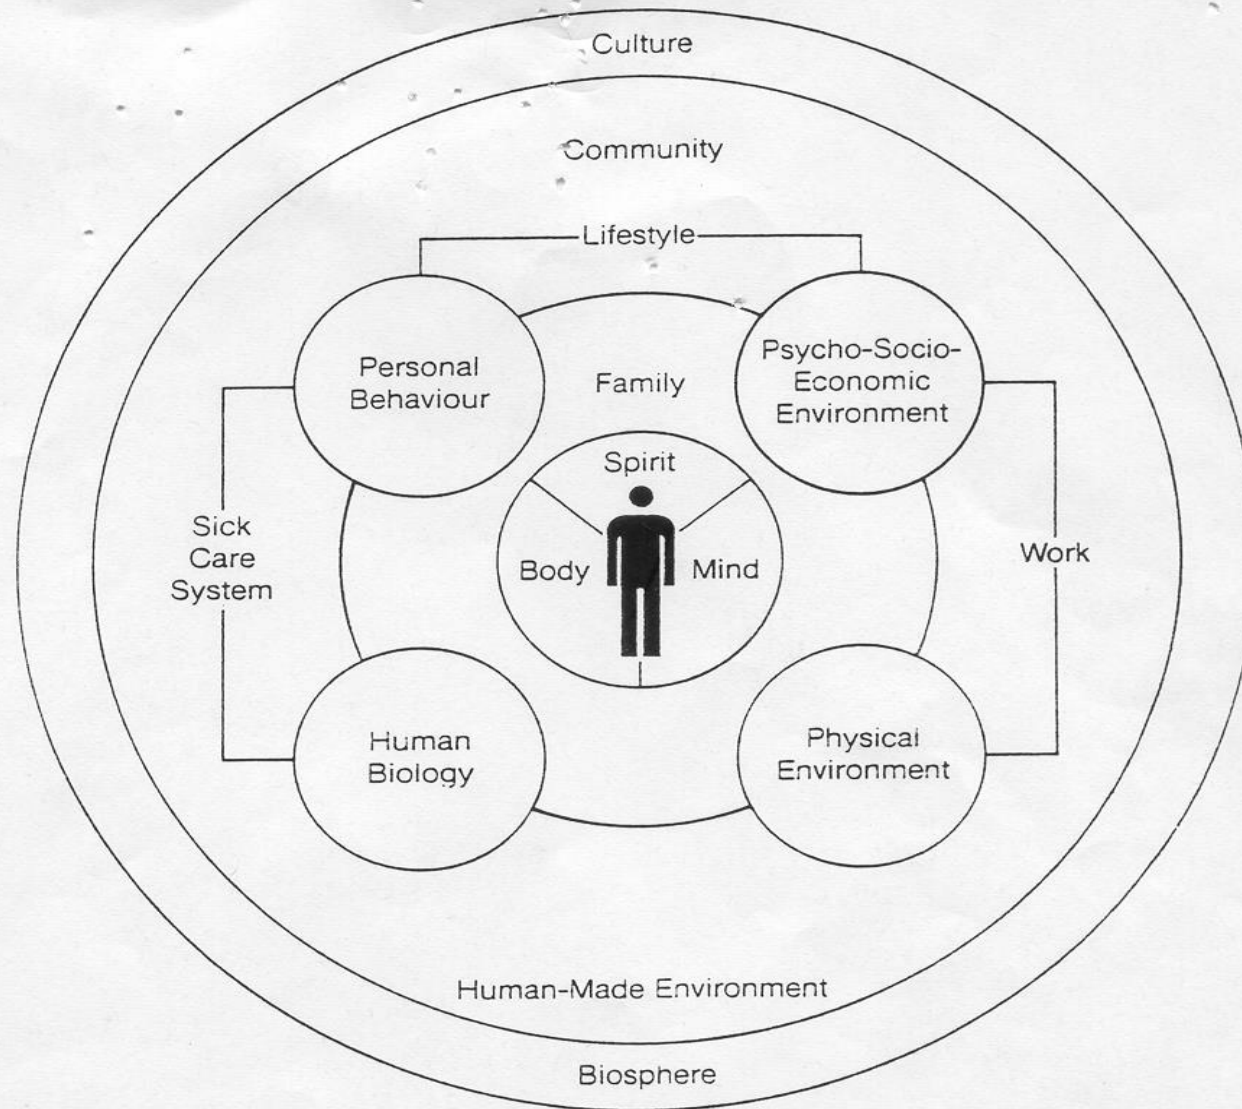 Culture
Community
Lifestyle
Personal
Behaviour
Family
Psycho-Socio-
Economic
Environment
Spirit
Body
Mind
Sick
Care
System
Work
Human
Biology
Physical
Environment
Human-Made Environment
Biosphere